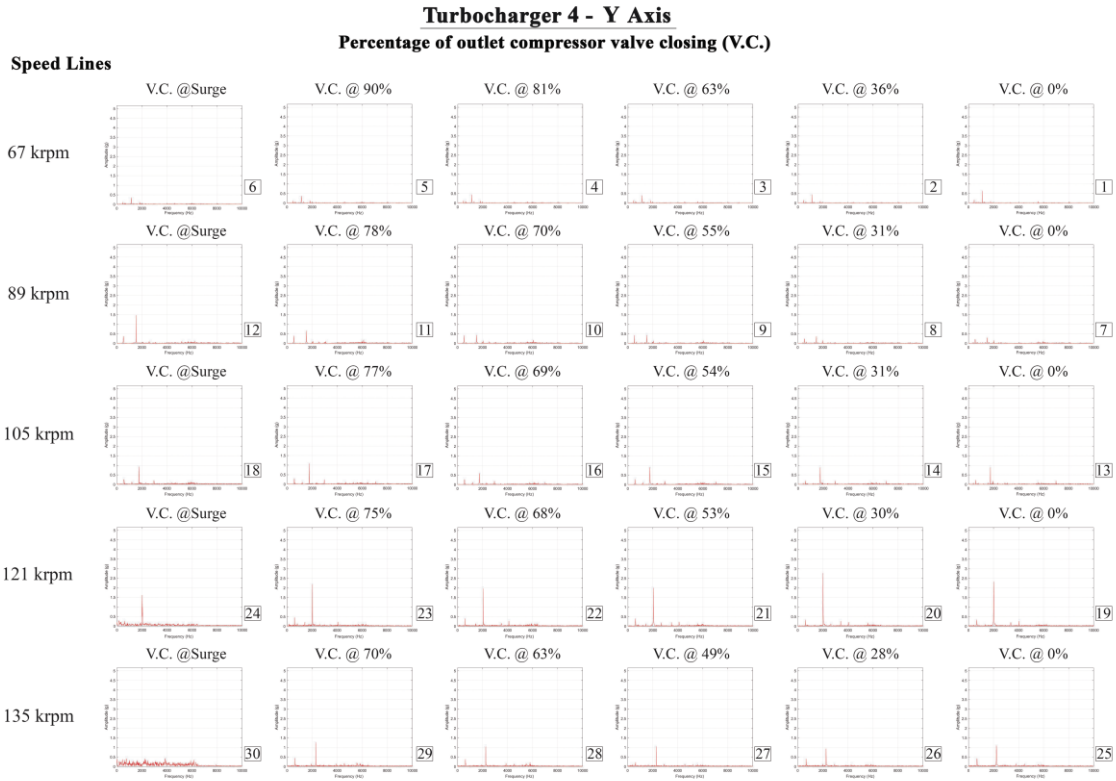 Turbocharger 4 - Y Axis
Percentage of outlet compressor valve closing (V.C.)
Speed Lines
V.C. @Surge V.C. @ 90% V.C. @ 81% V.C. @ 63% V.C. @ 36% V.C. @ 0%
67 krpm
6 5 4 3 2 1
V.C. @Surge V.C. @ 78% V.C. @ 70% V.C. @ 55% V.C. @ 31% V.C. @ 0%
89 krpm
12 11 10 9 8 7
V.C. @Surge V.C. @ 77% V.C. @ 69% V.C. @ 54% V.C. @ 31% V.C. @ 0%
105 krpm
18 17 16 15 14 13
V.C. @Surge V.C. @ 75% V.C. @ 68% V.C. @ 53% V.C. @ 30% V.C. @ 0%
121 krpm
24 23 22 21 20 19
V.C. @Surge V.C. @ 70% V.C. @ 63% V.C. @ 49% V.C. @ 28% V.C. @ 0%
135 krpm
30 29 28 27 26 25
Amplitude (g)
Frequency (Hz)